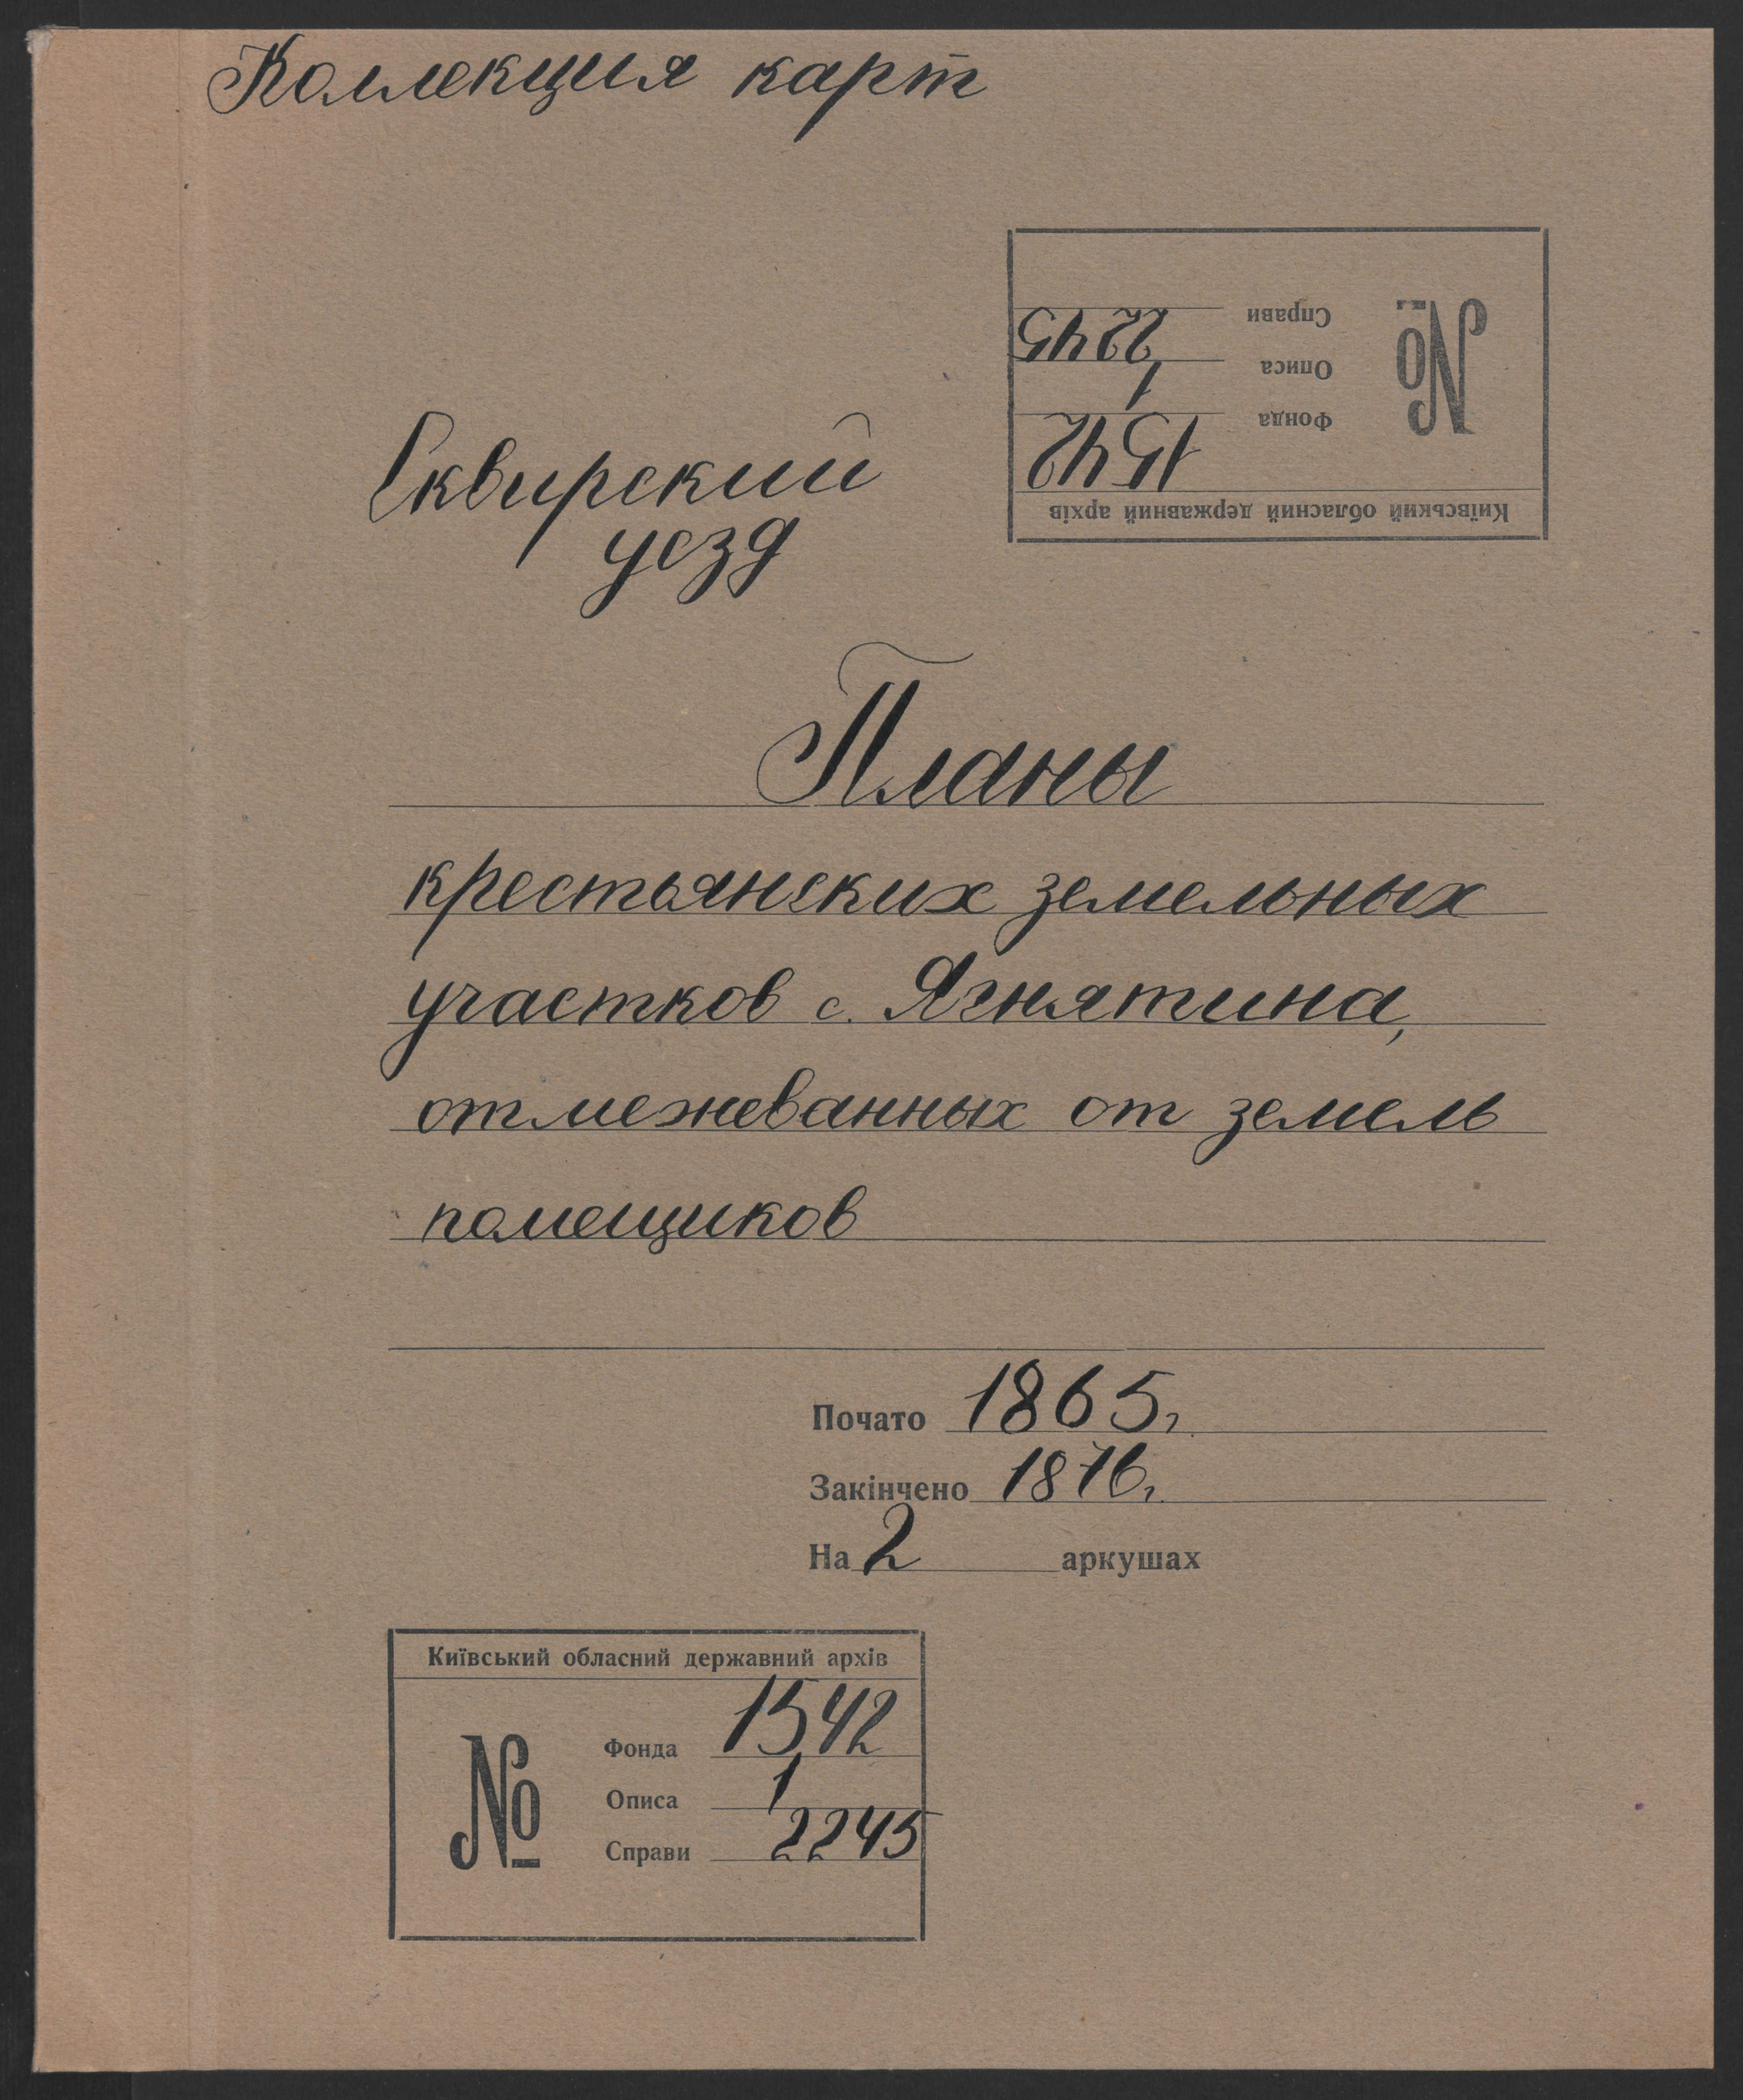 Коллекция карт
Київський обласний державний архів
№
Фонда 1542
Описа 1
Справи 2245
Сквирский
уезд
Планы
крестьянских земельных
участков с. Ягнятина,
отмежеванных от земель
помещиков
Почато 1865г.
Закінчено 1876г.
На 2 аркушах
Київський обласний державний архів
№
Фонда 1542
Описа 1
Справи 2245